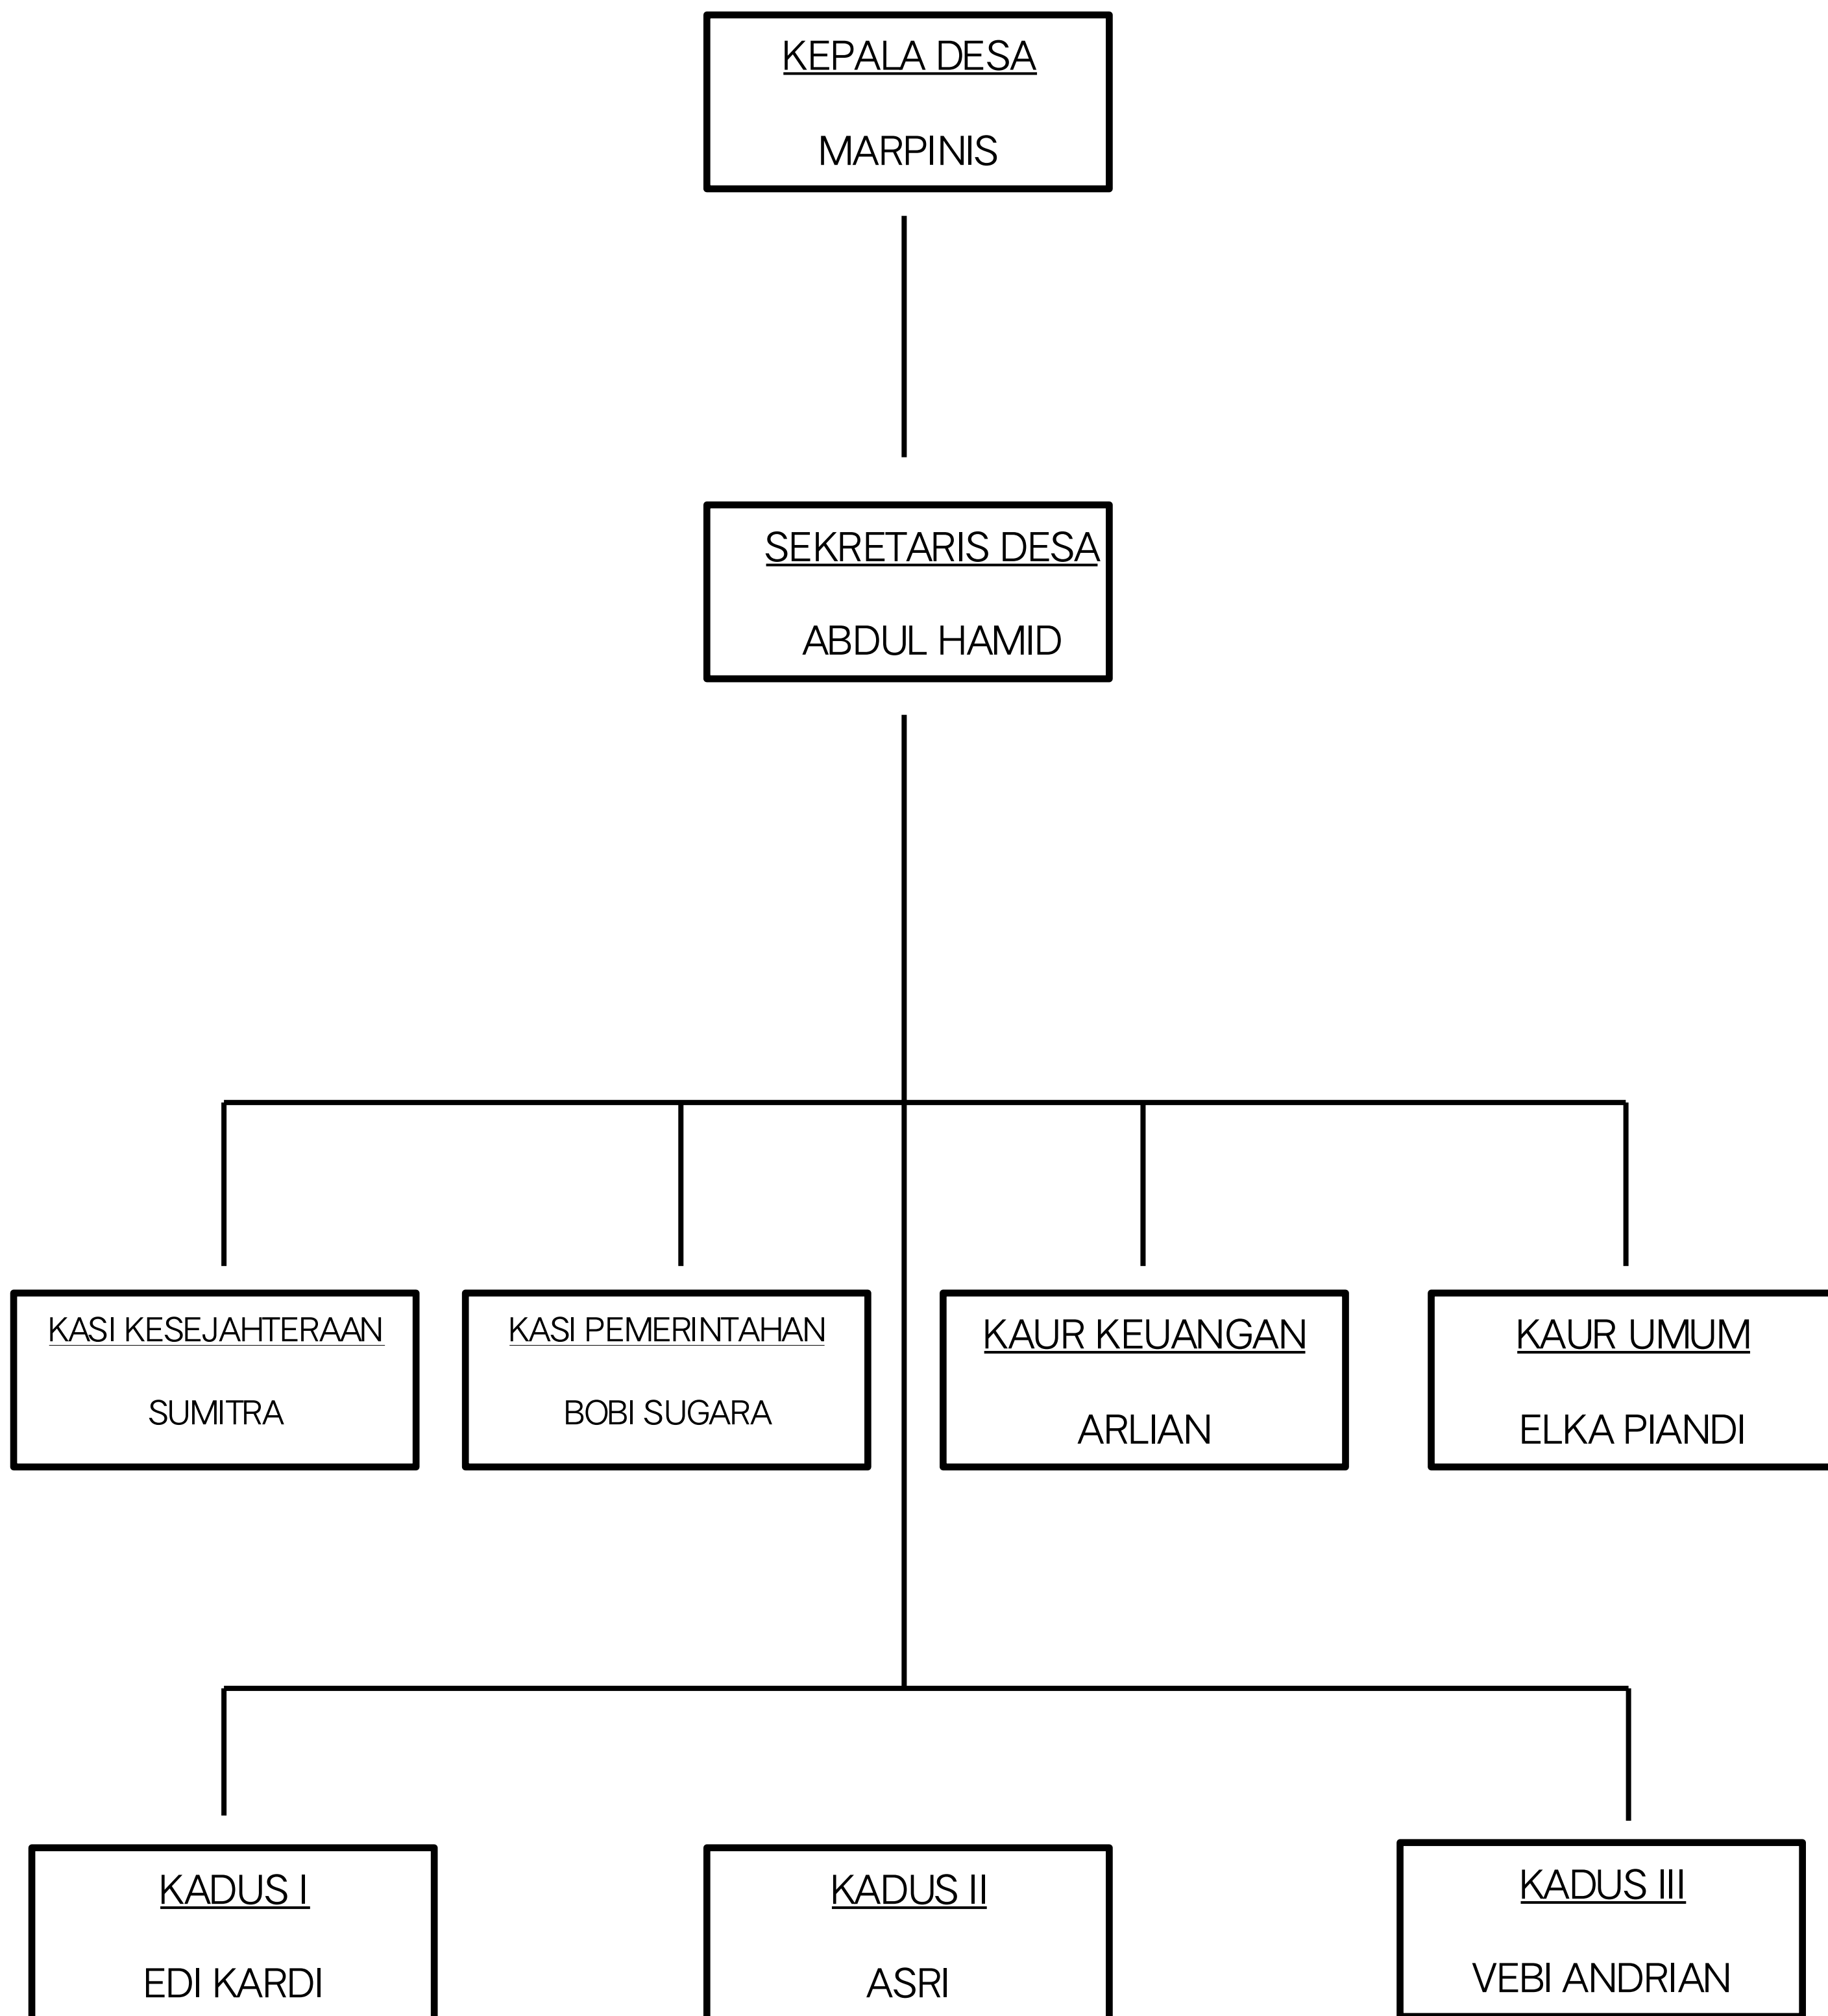 KEPALA DESA
MARPINIS
SEKRETARIS DESA
ABDUL HAMID
KASI KESEJAHTERAAN
SUMITRA
KASI PEMERINTAHAN
BOBI SUGARA
KAUR KEUANGAN
ARLIAN
KAUR UMUM
ELKA PIANDI
KADUS I
EDI KARDI
KADUS II
ASRI
KADUS III
VEBI ANDRIAN